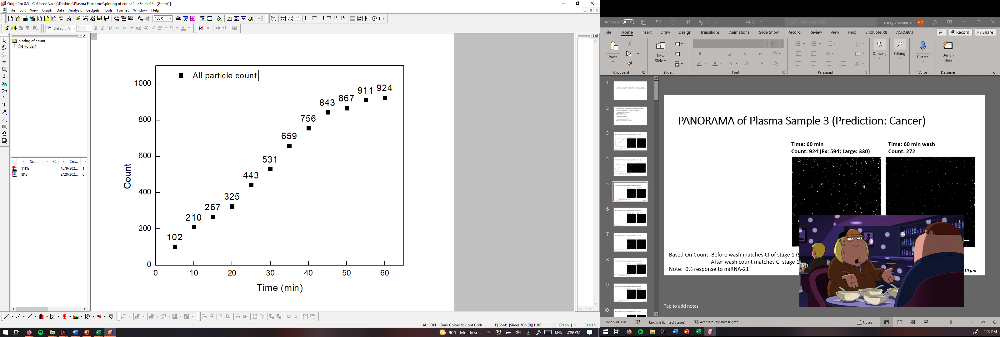 OriginPro 8.5 - C:\Users\Nareg\Desktop\Plasma Exosomes\ploting of count * - /Folder1/ - [Graph1]
File Edit View Graph Data Analysis Gadgets Tools Format Window Help
100%
Default: A 0
ploting of count
Folder1
Size C. Cre...
11KB 10/9/202... 1
8KB 2/28/202... 0
1
All particle count
1000
800
600
400
200
0
Count
102
210
267
325
443
531
659
756
843
867
911
924
0 10 20 30 40 50 60
Time (min)
AU : ON Dark Colors & Light Grids 1:[Book1]Sheet1!Col(B)[1:30] 1:[Graph1]1!1 Radian
90°F Mostly su... ENG 2:09 PM
AutoSave Off 04-20... Search (Alt+Q) nareg ohannesian NO
File Home Insert Draw Design Transitions Animations Slide Show Record Review View Help EndNote X8 ACROBAT Record Share
Paste New Slide 18 Drawing Editing Dictate Design Ideas
Clipboard Slides Font Paragraph Voice Designer
1
2
3
4
5
6
7
8
9
10
PANORAMA of Plasma Sample 3 (Prediction: Cancer)
Time: 60 min
Count: 924 (Ex: 594; Large: 330)
Time: 60 min wash
Count: 272
Based On Count: Before wash matches CI of stage 1
After wash count matches CI stage 1
Note: 0% response to miRNA-21
10 µm
Tap to add notes
Slide 5 of 110 English (United States) Accessibility: Investigate Notes 81%
2:09 PM